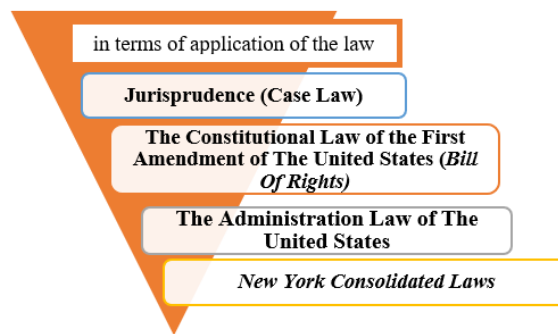 in terms of application of the law
Jurisprudence (Case Law)
The Constitutional Law of the First
Amendment of The United States (Bill
Of Rights)
The Administration Law of The
United States
New York Consolidated Laws